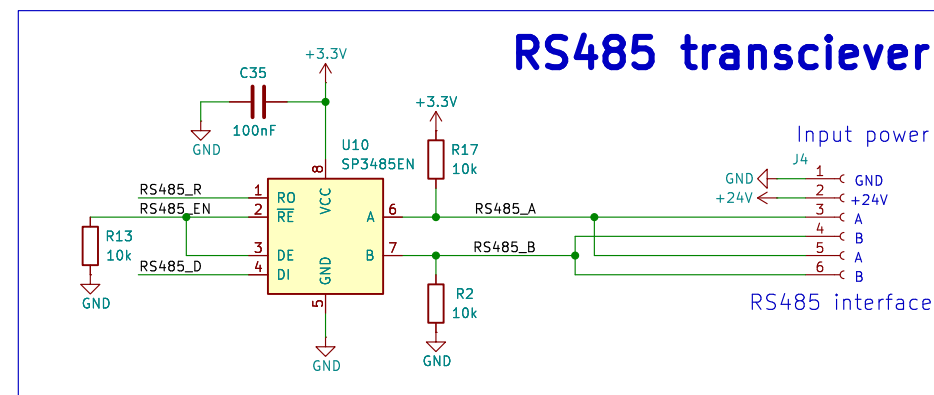 RS485 transciever
+3.3V
C35
100nF
GND
+3.3V
R17
10k
U10
SP3485EN
Input power
J4
RS485_R
1
RO
8
VCC
RS485_EN
2
RE
A
6
RS485_A
R13
10k
3
DE
B
7
RS485_B
RS485_D
4
DI
GND
5
GND
GND
R2
10k
GND
GND
1
GND
+24V
2
+24V
3
A
4
B
5
A
6
B
RS485 interface